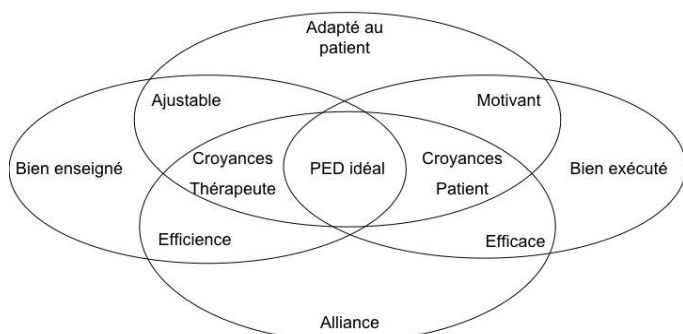 Adapté au
patient
Ajustable
Motivant
Bien enseigné
Croyances
Thérapeute
PED idéal
Croyances
Patient
Bien exécuté
Efficience
Efficace
Alliance